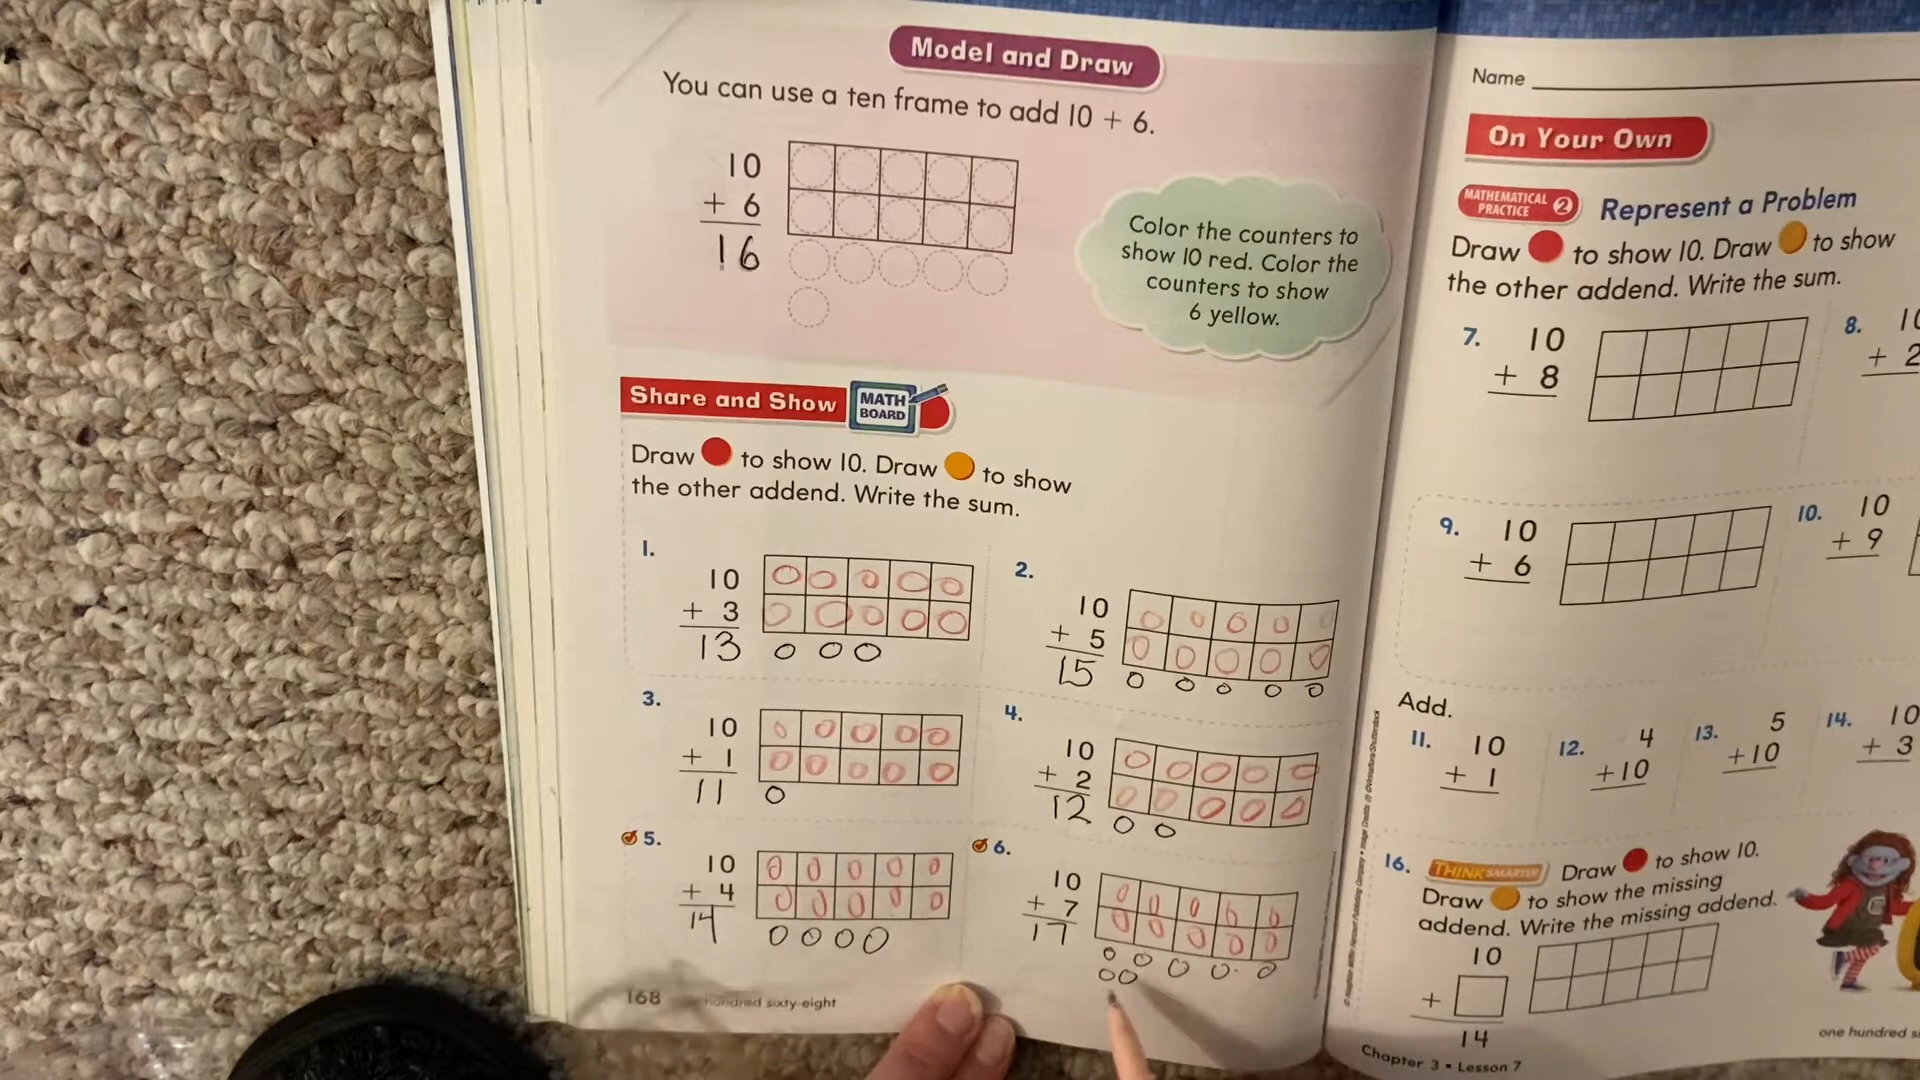 Model and Draw
You can use a ten frame to add 10 + 6.
10
+ 6
16
Color the counters to
show 10 red. Color the
counters to show
6 yellow.
Share and Show
MATH
BOARD
Draw to show 10. Draw to show
the other addend. Write the sum.
1.
10
+ 3
13
2.
10
+ 5
15
3.
10
+ 1
11
4.
10
+ 2
12
5.
10
+ 4
14
6.
10
+ 7
17
168
hundred sixty-eight
Name
On Your Own
MATHEMATICAL
PRACTICE 2
Represent a Problem
Draw to show 10. Draw to show
the other addend. Write the sum.
7.
10
+ 8
8.
+ 2
9.
10
+ 6
10.
10
+ 9
Add.
11.
10
+ 1
12.
4
+10
13.
5
+10
14.
10
+ 3
16.
THINK SMARTER
Draw to show 10.
Draw to show the missing
addend. Write the missing addend.
10
+
14
Chapter 3 • Lesson 7
one hundred